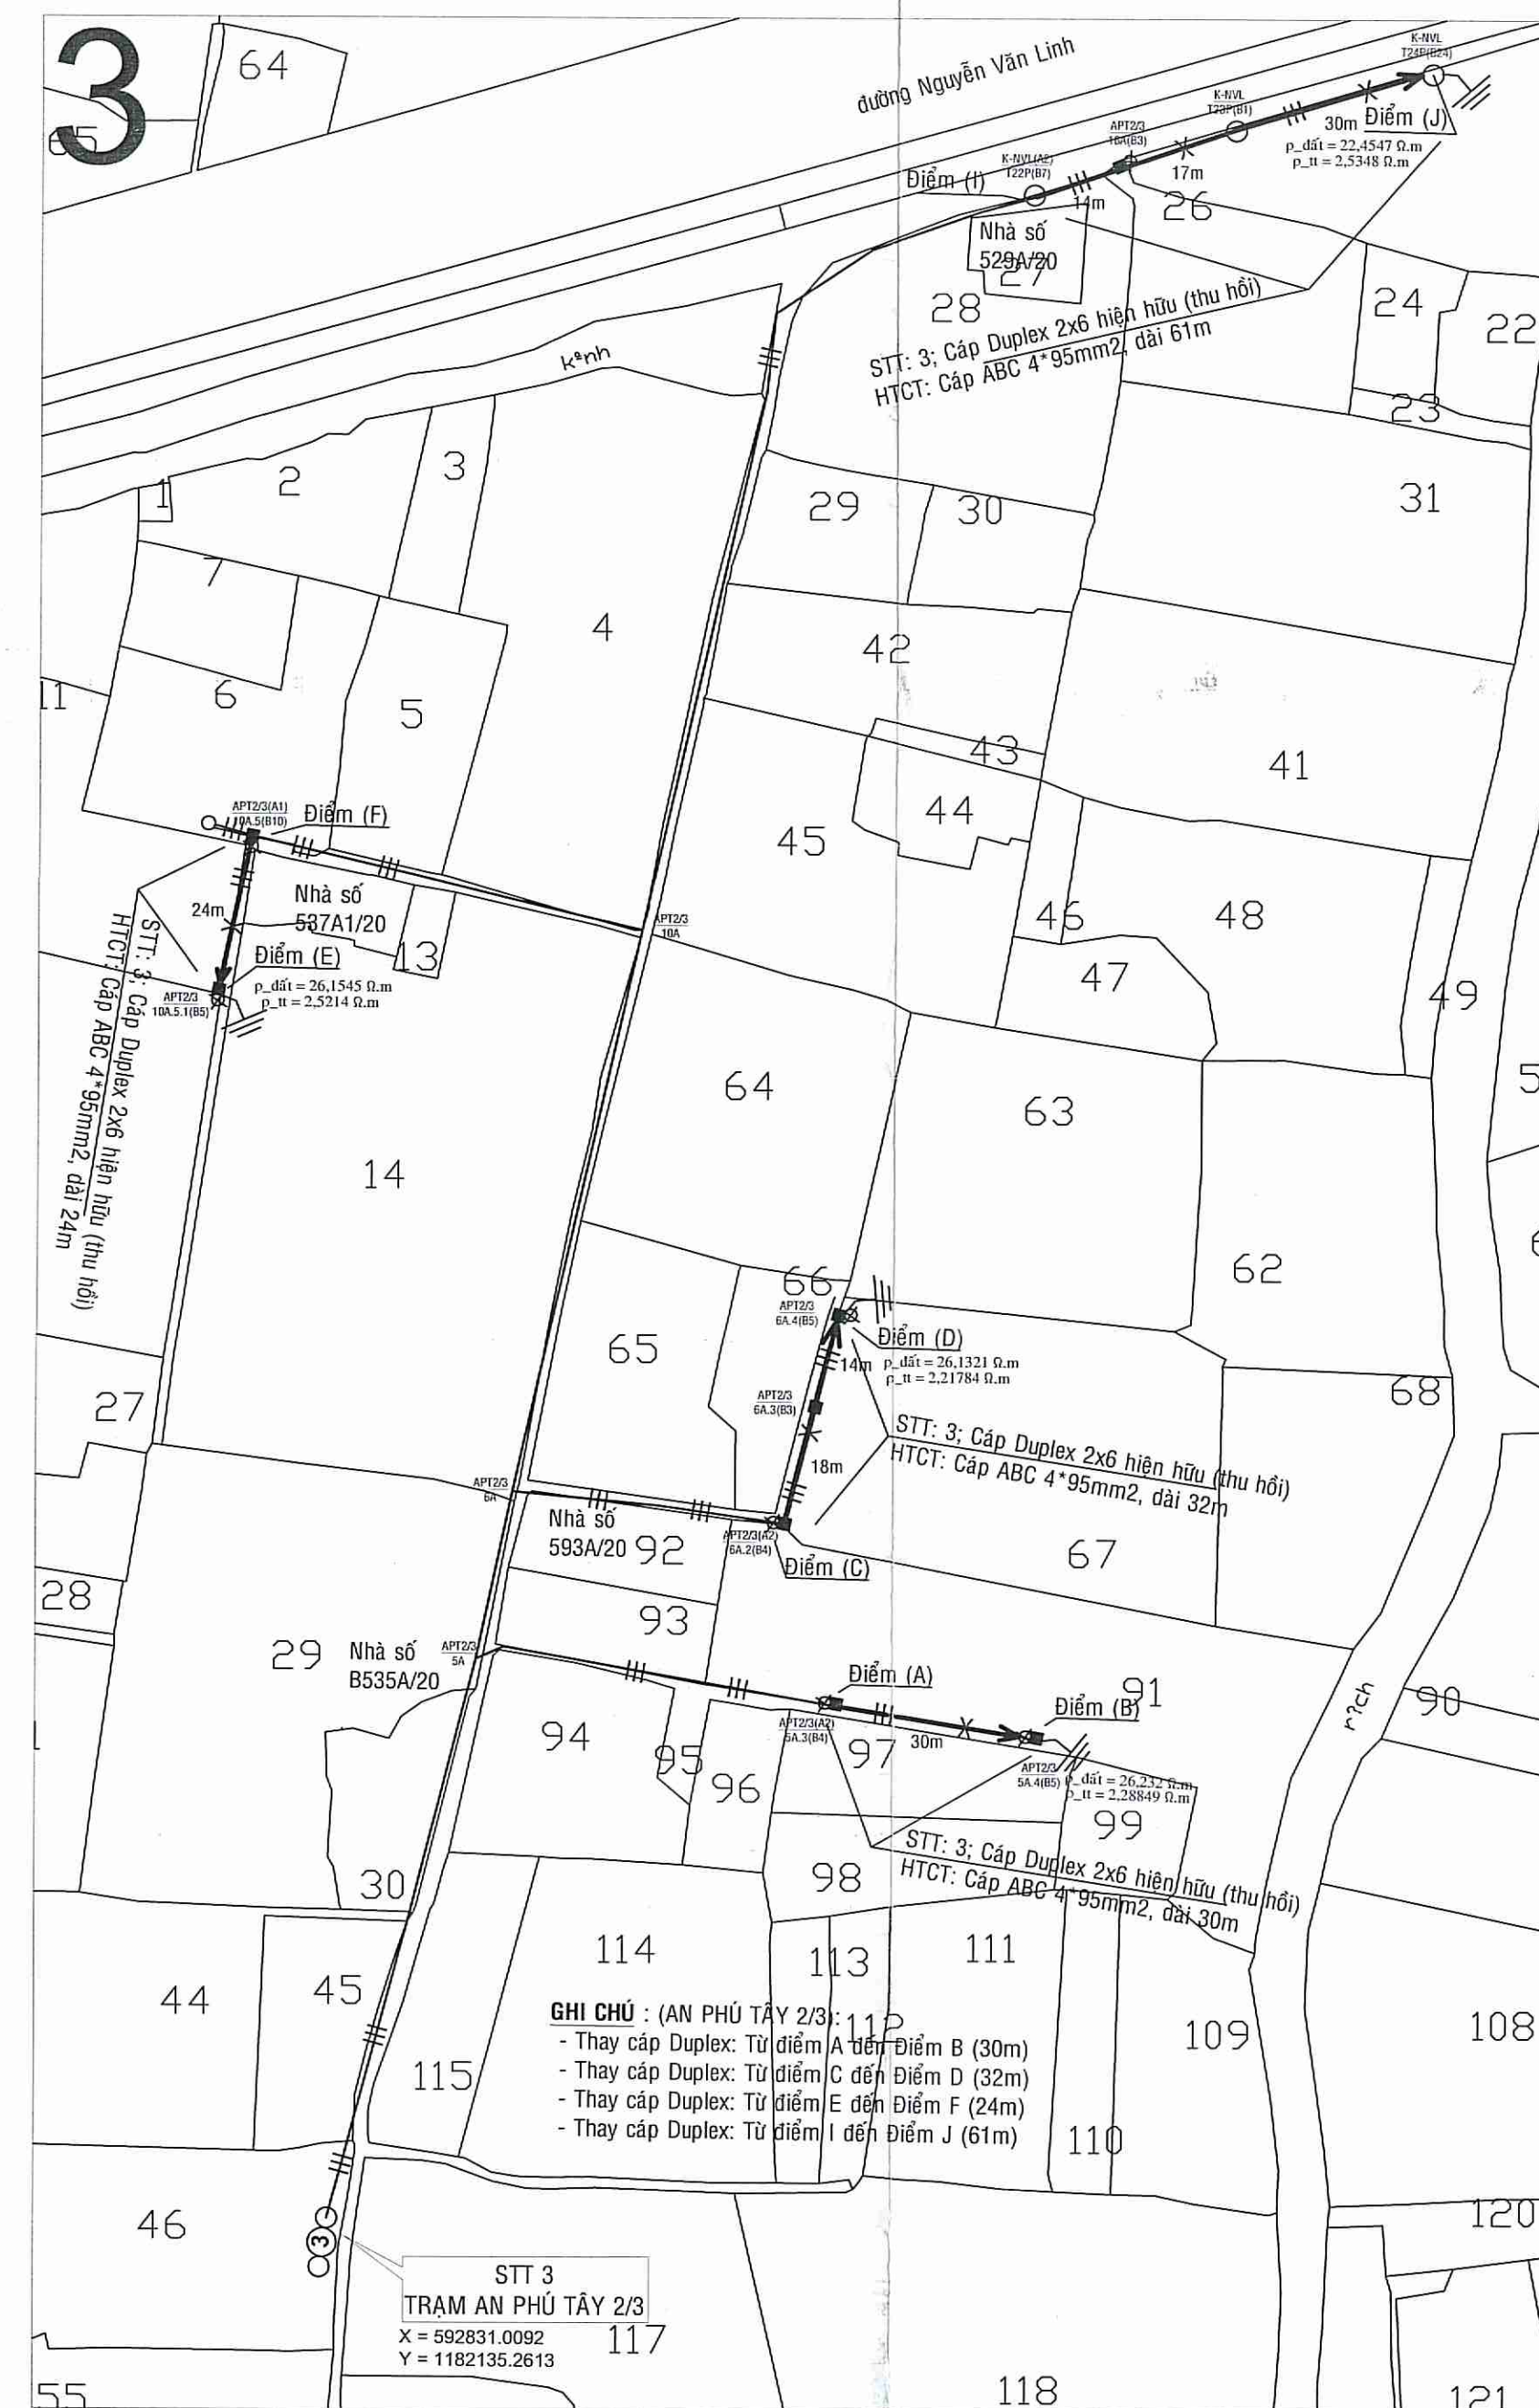 3
64
65
đường Nguyễn Văn Linh
K-NVL
T24P(B24)
K-NVL
T23P(B1)
30m
Điểm (J)
ρ_đất = 22,4547 Ω.m
ρ_tt = 2,5348 Ω.m
APT2/3
16A(B3)
17m
K-NVL(A2)
T22P(B7)
Điểm (I)
14m
26
Nhà số
529A/20
27
28
24
22
23
STT: 3; Cáp Duplex 2x6 hiện hữu (thu hồi)
HTCT: Cáp ABC 4*95mm2, dài 61m
kªnh
1
2
3
29
30
31
7
4
42
11
6
5
43
41
44
45
APT2/3(A1)
10A.5(B10)
Điểm (F)
Nhà số
537A1/20
24m
13
APT2/3
10A
46
48
47
49
Điểm (E)
ρ_đất = 26,1545 Ω.m
ρ_tt = 2,5214 Ω.m
APT2/3
10A.5.1(B5)
STT: 3; Cáp Duplex 2x6 hiện hữu (thu hồi)
HTCT: Cáp ABC 4*95mm2, dài 24m
64
63
5
14
62
66
APT2/3
6A.4(B5)
Điểm (D)
14m
ρ_đất = 26,1321 Ω.m
ρ_tt = 2,21784 Ω.m
65
APT2/3
6A.3(B3)
68
27
STT: 3; Cáp Duplex 2x6 hiện hữu (thu hồi)
HTCT: Cáp ABC 4*95mm2, dài 32m
18m
APT2/3
6A
Nhà số
593A/20
92
APT2/3(A2)
6A.2(B4)
Điểm (C)
67
28
93
29
Nhà số
B535A/20
APT2/3
5A
Điểm (A)
91
Điểm (B)
90
r¹ch
94
95
96
APT2/3(A2)
5A.3(B4)
97
30m
APT2/3
5A.4(B5)
ρ_đất = 26,232 Ω.m
ρ_tt = 2,28849 Ω.m
99
STT: 3; Cáp Duplex 2x6 hiện hữu (thu hồi)
HTCT: Cáp ABC 4*95mm2, dài 30m
98
30
114
113
111
44
45
112
109
108
GHI CHÚ : (AN PHÚ TÂY 2/3):
- Thay cáp Duplex: Từ điểm A đến Điểm B (30m)
- Thay cáp Duplex: Từ điểm C đến Điểm D (32m)
- Thay cáp Duplex: Từ điểm E đến Điểm F (24m)
- Thay cáp Duplex: Từ điểm I đến Điểm J (61m)
115
110
46
120
3
STT 3
TRẠM AN PHÚ TÂY 2/3
X = 592831.0092
Y = 1182135.2613
117
55
118
121